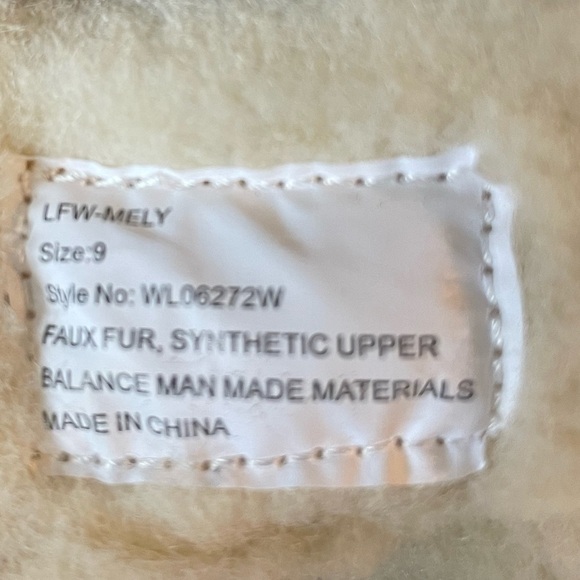 LFW-MELY
Size:9
Style No: WL06272W
FAUX FUR, SYNTHETIC UPPER
BALANCE MAN MADE MATERIALS
MADE IN CHINA